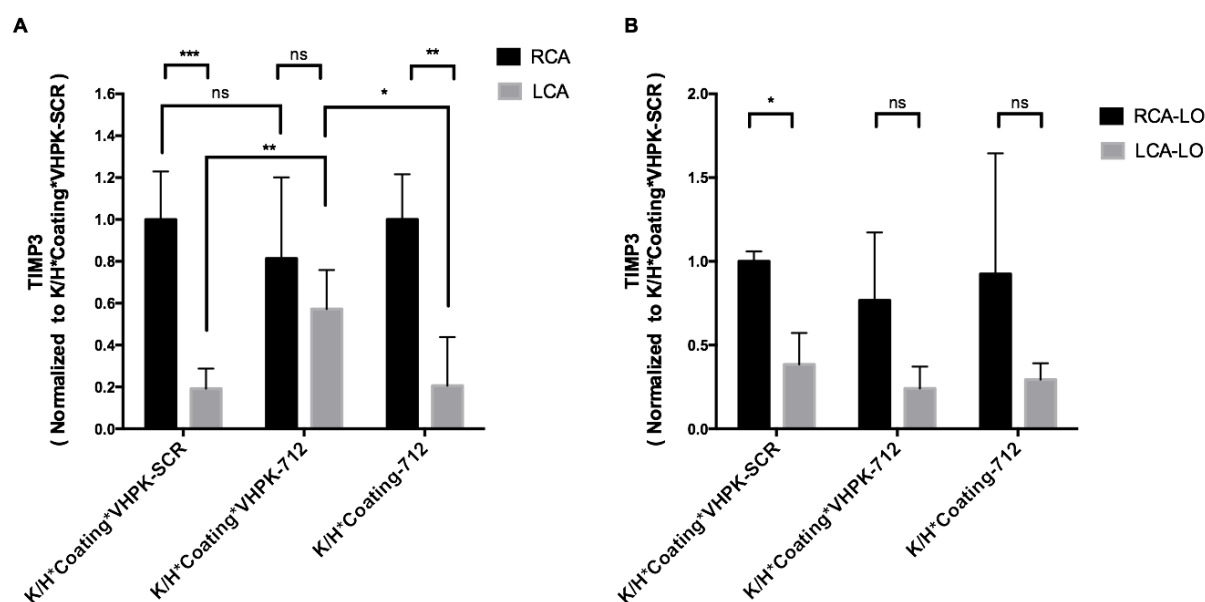 A
TIMP3
( Normalized to K/H*Coating*VHPK-SCR )
1.6
1.4
1.2
1.0
0.8
0.6
0.4
0.2
0.0
***
ns
**
ns
*
**
RCA
LCA
K/H*Coating*VHPK-SCR
K/H*Coating*VHPK-712
K/H*Coating-712
B
TIMP3
( Normalized to K/H*Coating*VHPK-SCR )
2.0
1.5
1.0
0.5
0.0
*
ns
ns
RCA-LO
LCA-LO
K/H*Coating*VHPK-SCR
K/H*Coating*VHPK-712
K/H*Coating-712